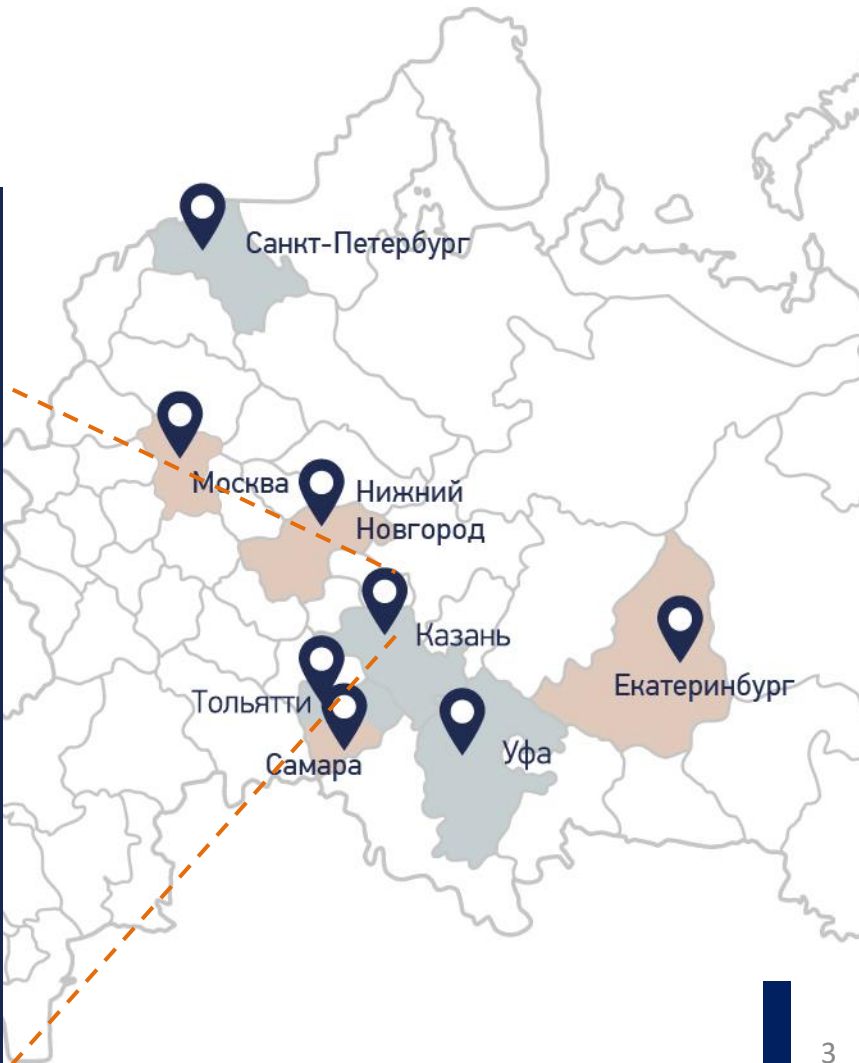 Санкт-Петербург
Москва
Нижний
Новгород
Казань
Екатеринбург
Тольятти
Уфа
Самара
3